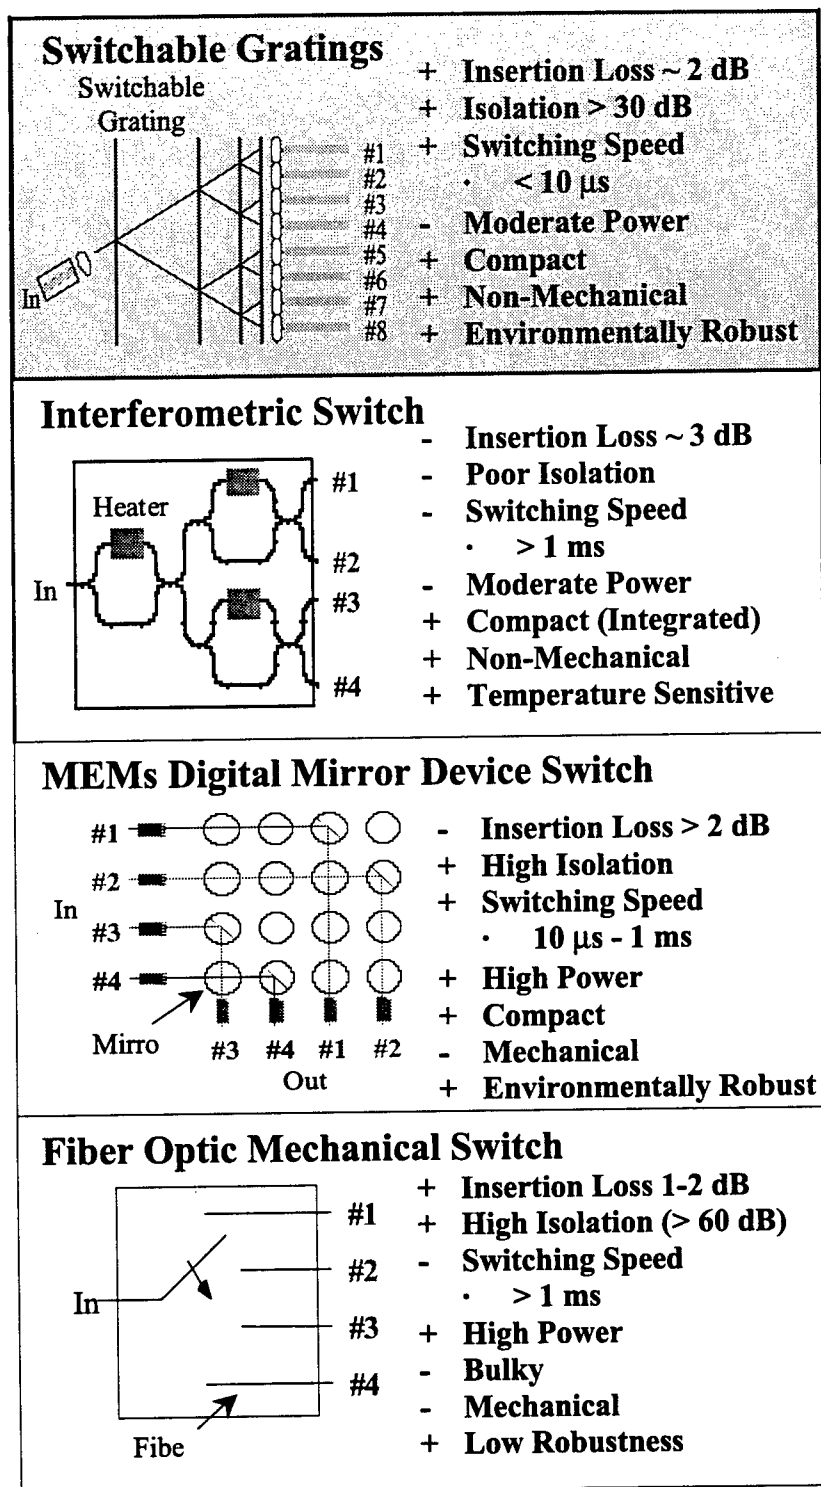 Switchable Gratings
Switchable
Grating
In
#1
#2
#3
#4
#5
#6
#7
#8
+ Insertion Loss ~ 2 dB
+ Isolation > 30 dB
+ Switching Speed
· < 10 μs
- Moderate Power
+ Compact
+ Non-Mechanical
+ Environmentally Robust
Interferometric Switch
Heater
In
#1
#2
#3
#4
- Insertion Loss ~ 3 dB
- Poor Isolation
- Switching Speed
· > 1 ms
- Moderate Power
+ Compact (Integrated)
+ Non-Mechanical
+ Temperature Sensitive
MEMs Digital Mirror Device Switch
#1
#2
In
#3
#4
Mirro
#3 #4 #1 #2
Out
- Insertion Loss > 2 dB
+ High Isolation
+ Switching Speed
· 10 μs - 1 ms
+ High Power
+ Compact
- Mechanical
+ Environmentally Robust
Fiber Optic Mechanical Switch
In
#1
#2
#3
#4
Fibe
+ Insertion Loss 1-2 dB
+ High Isolation (> 60 dB)
- Switching Speed
· > 1 ms
+ High Power
- Bulky
- Mechanical
+ Low Robustness